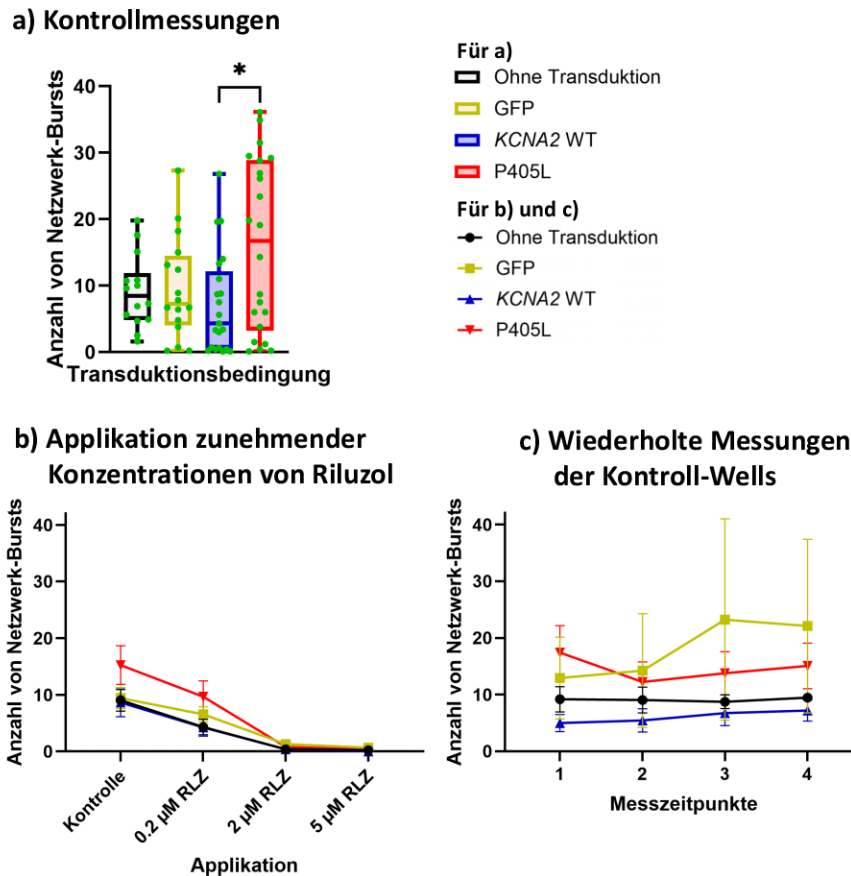 a) Kontrollmessungen
Anzahl von Netzwerk-Bursts
40
30
20
10
0
*
Transduktionsbedingung
Für a)
Ohne Transduktion
GFP
KCNA2 WT
P405L
Für b) und c)
Ohne Transduktion
GFP
KCNA2 WT
P405L
b) Applikation zunehmender
Konzentrationen von Riluzol
Anzahl von Netzwerk-Bursts
40
30
20
10
0
Kontrolle
0.2 µM RLZ
2 µM RLZ
5 µM RLZ
Applikation
c) Wiederholte Messungen
der Kontroll-Wells
Anzahl von Netzwerk-Bursts
40
30
20
10
0
1
2
3
4
Messzeitpunkte